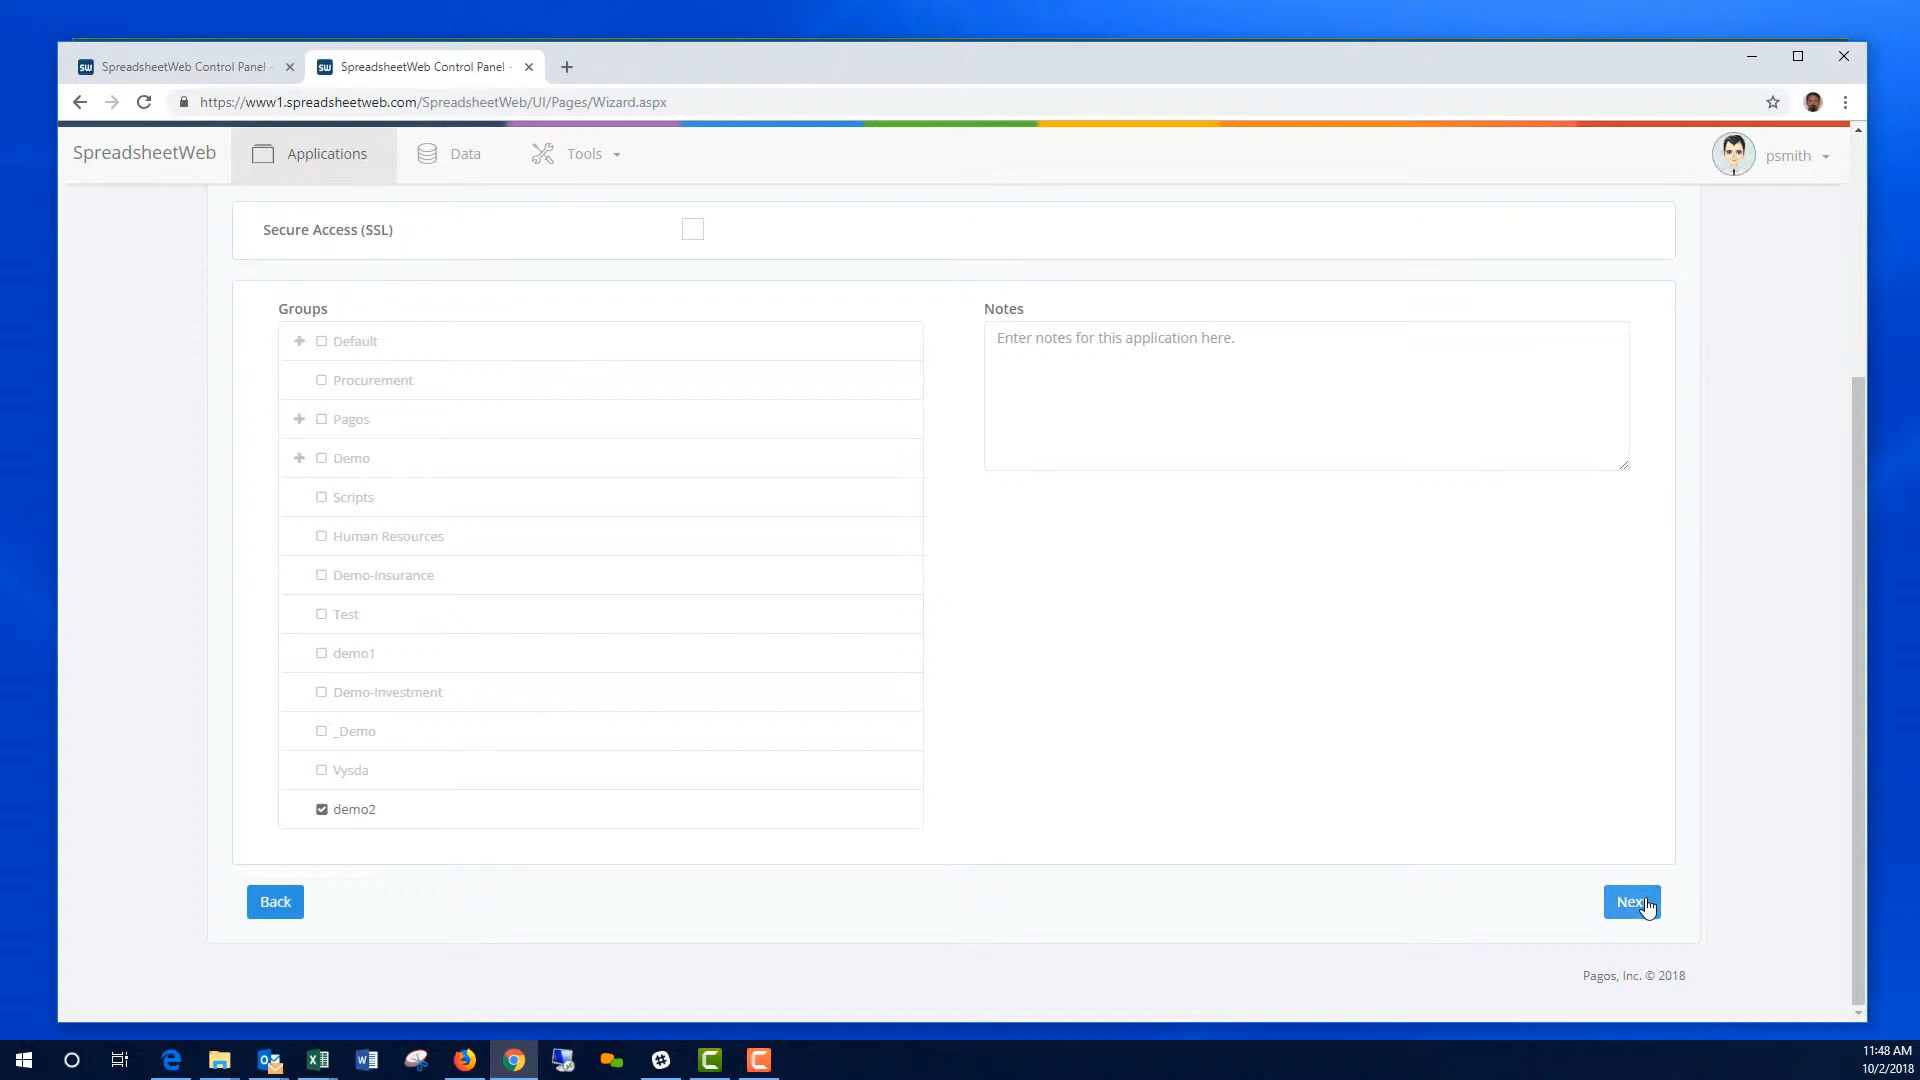 SpreadsheetWeb Control Panel -
SpreadsheetWeb Control Panel -
https://www1.spreadsheetweb.com/SpreadsheetWeb/UI/Pages/Wizard.aspx
SpreadsheetWeb
Applications
Data
Tools
psmith
Secure Access (SSL)
Groups
Notes
Default
Enter notes for this application here.
Procurement
Pagos
Demo
Scripts
Human Resources
Demo-Insurance
Test
demo1
Demo-Investment
_Demo
Vysda
demo2
Back
Next
Pagos, Inc. © 2018
11:48 AM
10/2/2018